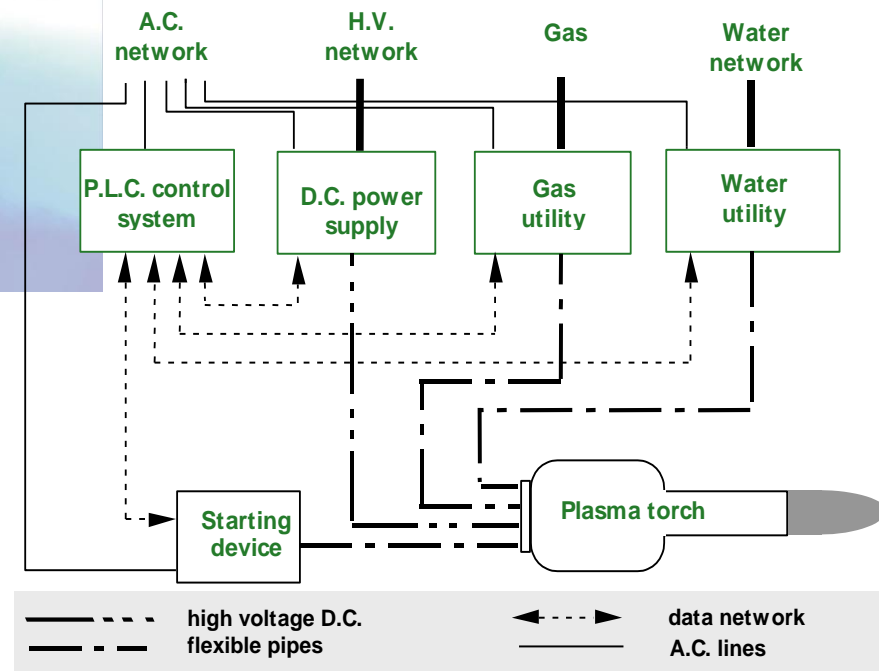 A.C.
network
H.V.
network
Gas
Water
network
P.L.C. control
system
D.C. power
supply
Gas
utility
Water
utility
Starting
device
Plasma torch
high voltage D.C.
flexible pipes
data network
A.C. lines